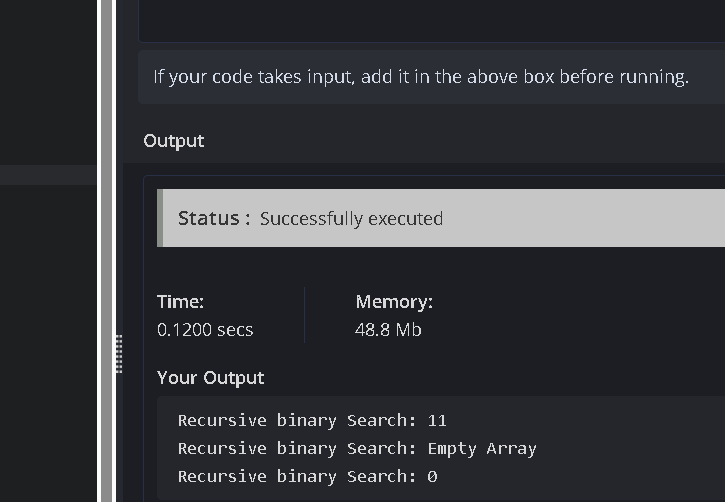 If your code takes input, add it in the above box before running.
Output
Status : Successfully executed
Time: Memory:
0.1200 secs 48.8 Mb
Your Output
Recursive binary Search: 11
Recursive binary Search: Empty Array
Recursive binary Search: 0